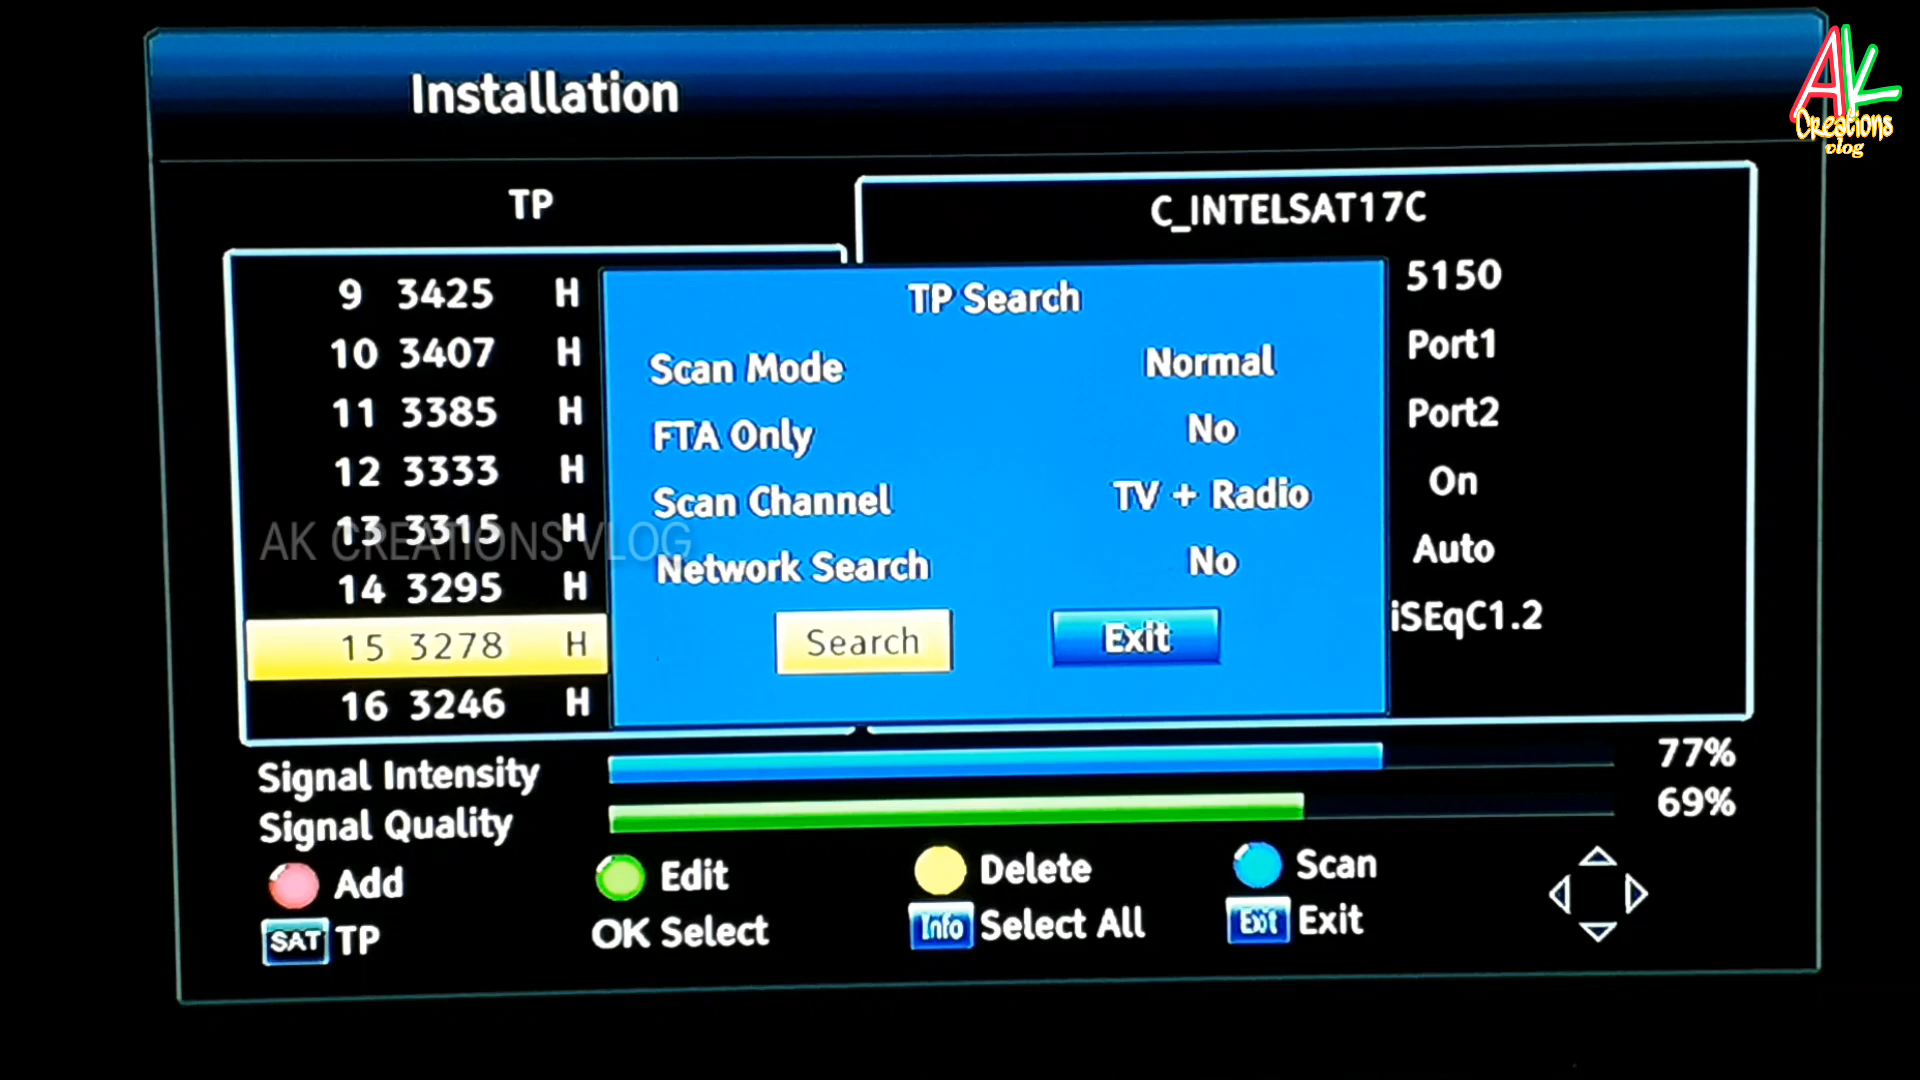 Installation
AK
Creations
vlog
TP
C_INTELSAT17C
9 3425 H
10 3407 H
11 3385 H
12 3333 H
13 3315 H
14 3295 H
15 3278 H
16 3246 H
AK CREATIONS VLOG
TP Search
Scan Mode Normal
FTA Only No
Scan Channel TV + Radio
Network Search No
Search Exit
5150
Port1
Port2
On
Auto
iSEqC1.2
Signal Intensity 77%
Signal Quality 69%
Add Edit Delete Scan
SAT TP OK Select Info Select All Exit Exit